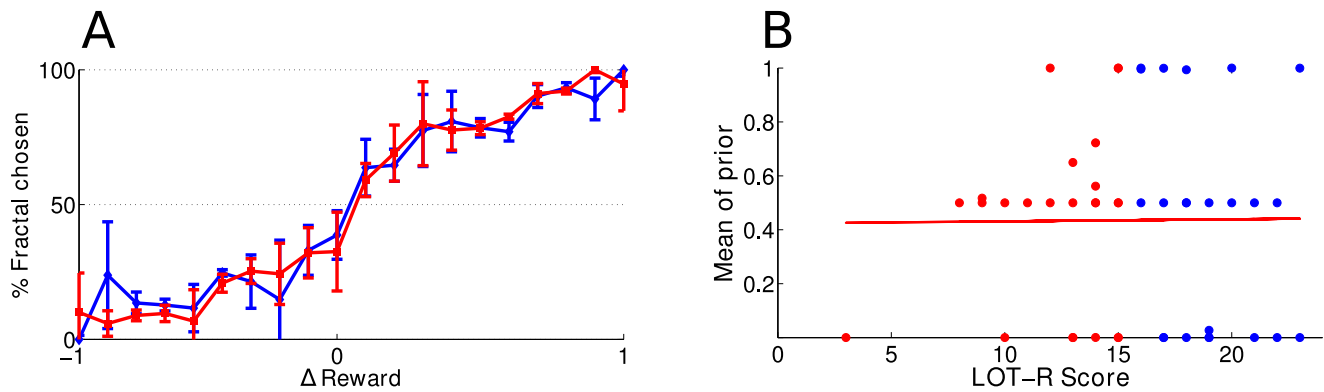 A
% Fractal chosen
100
50
0
−1
0
1
Δ Reward
B
Mean of prior
1
0.8
0.6
0.4
0.2
0
5
10
15
20
LOT−R Score